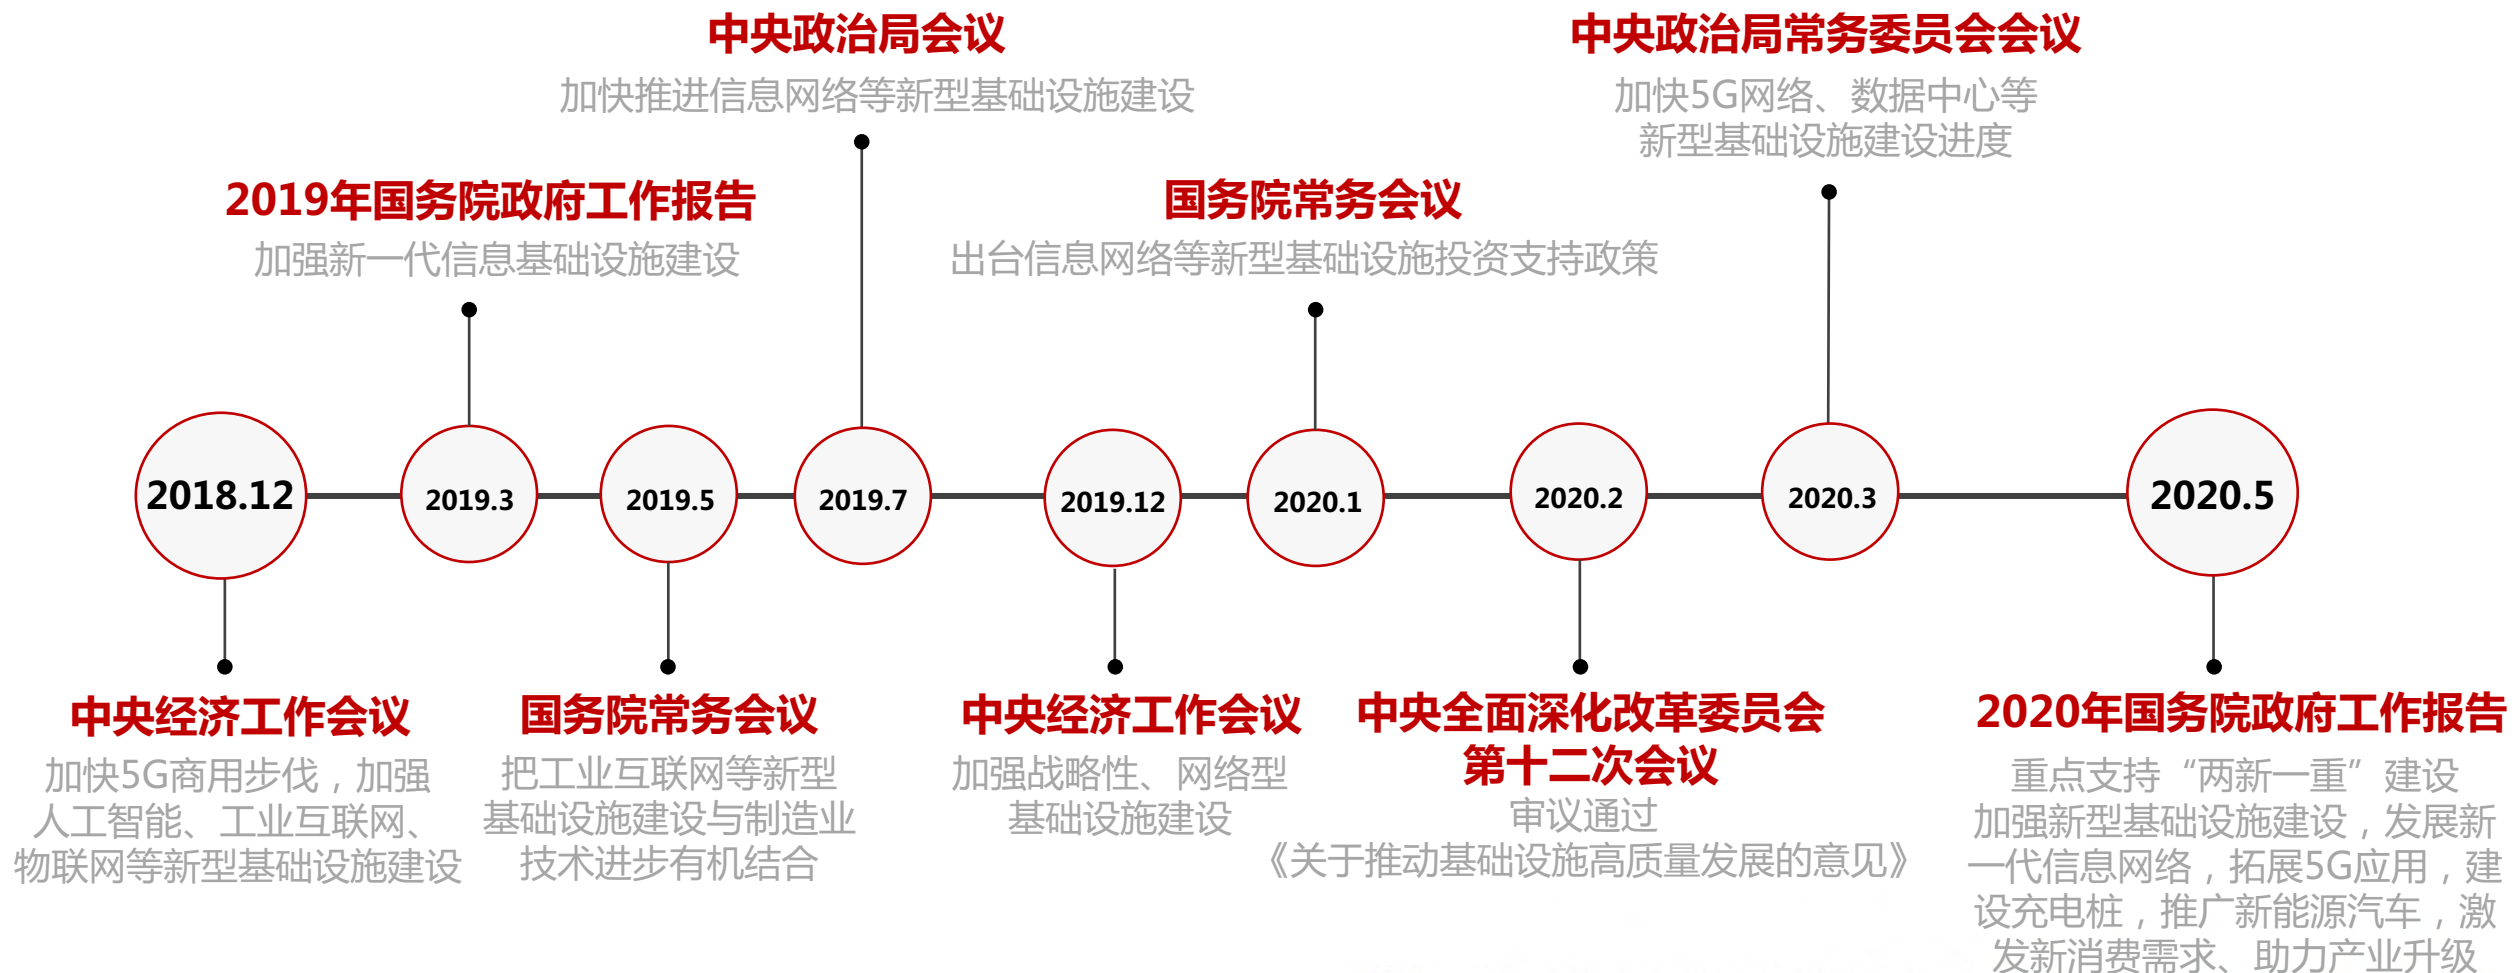 中央政治局会议
加快推进信息网络等新型基础设施建设
中央政治局常务委员会会议
加快5G网络、数据中心等
新型基础设施建设进度
2019年国务院政府工作报告
加强新一代信息基础设施建设
国务院常务会议
出台信息网络等新型基础设施投资支持政策
2018.12
2019.3
2019.5
2019.7
2019.12
2020.1
2020.2
2020.3
2020.5
中央经济工作会议
加快5G商用步伐，加强
人工智能、工业互联网、
物联网等新型基础设施建设
国务院常务会议
把工业互联网等新型
基础设施建设与制造业
技术进步有机结合
中央经济工作会议
加强战略性、网络型
基础设施建设
中央全面深化改革委员会
第十二次会议
审议通过
《关于推动基础设施高质量发展的意见》
2020年国务院政府工作报告
重点支持“两新一重”建设
加强新型基础设施建设，发展新
一代信息网络，拓展5G应用，建
设充电桩，推广新能源汽车，激
发新消费需求、助力产业升级